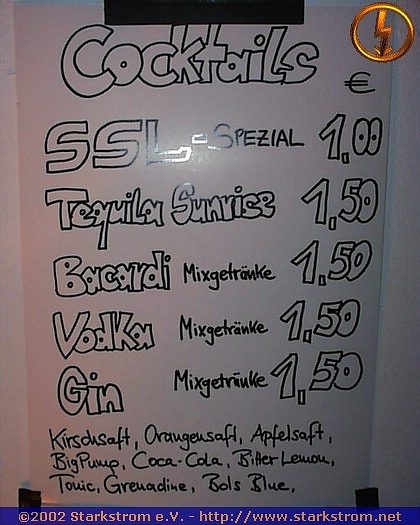 Cocktails
€
SSL-SPEZIAL 1,00
Tequila Sunrise 1,50
Bacardi Mixgetränke 1,50
Vodka Mixgetränke 1,50
Gin Mixgetränke 1,50
Kirschsaft, Orangensaft, Apfelsaft,
BigPump, Coca-Cola, Bitter Lemon,
Tonic, Grenadine, Bols Blue,
©2002 Starkstrom e.V. - http://www.starkstrom.org